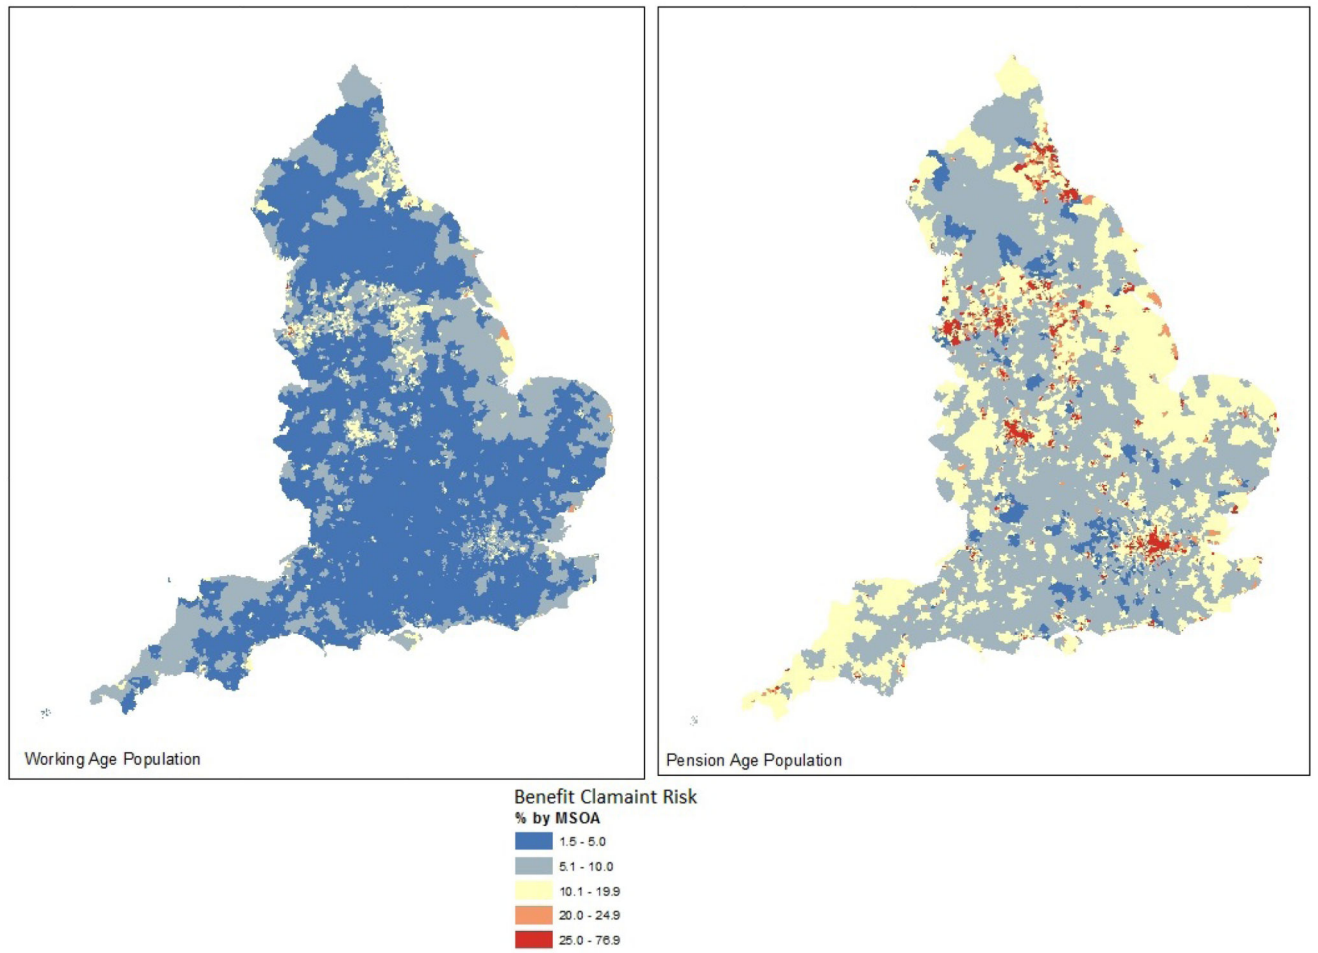 Working Age Population
Pension Age Population
Benefit Clamaint Risk
% by MSOA
1.5 - 5.0
5.1 - 10.0
10.1 - 19.9
20.0 - 24.9
25.0 - 76.9